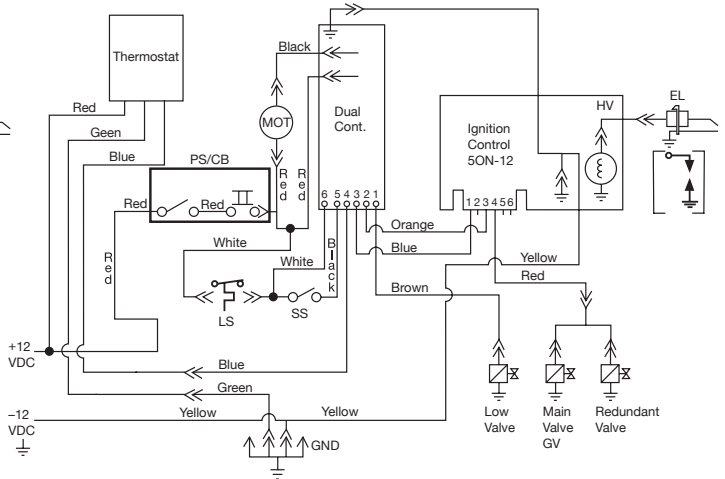 Thermostat
Red
Geen
Blue
PS/CB
Red
Red
Red
Black
MOT
Red
Red
Dual
Cont.
6 5 4 3 2 1
White
White
Black
LS
SS
Orange
Blue
Brown
Ignition
Control
5ON-12
HV
EL
1 2 3 4 5 6
Yellow
Red
+12
VDC
Blue
Green
−12
VDC
Yellow
Yellow
GND
Low
Valve
Main
Valve
GV
Redundant
Valve